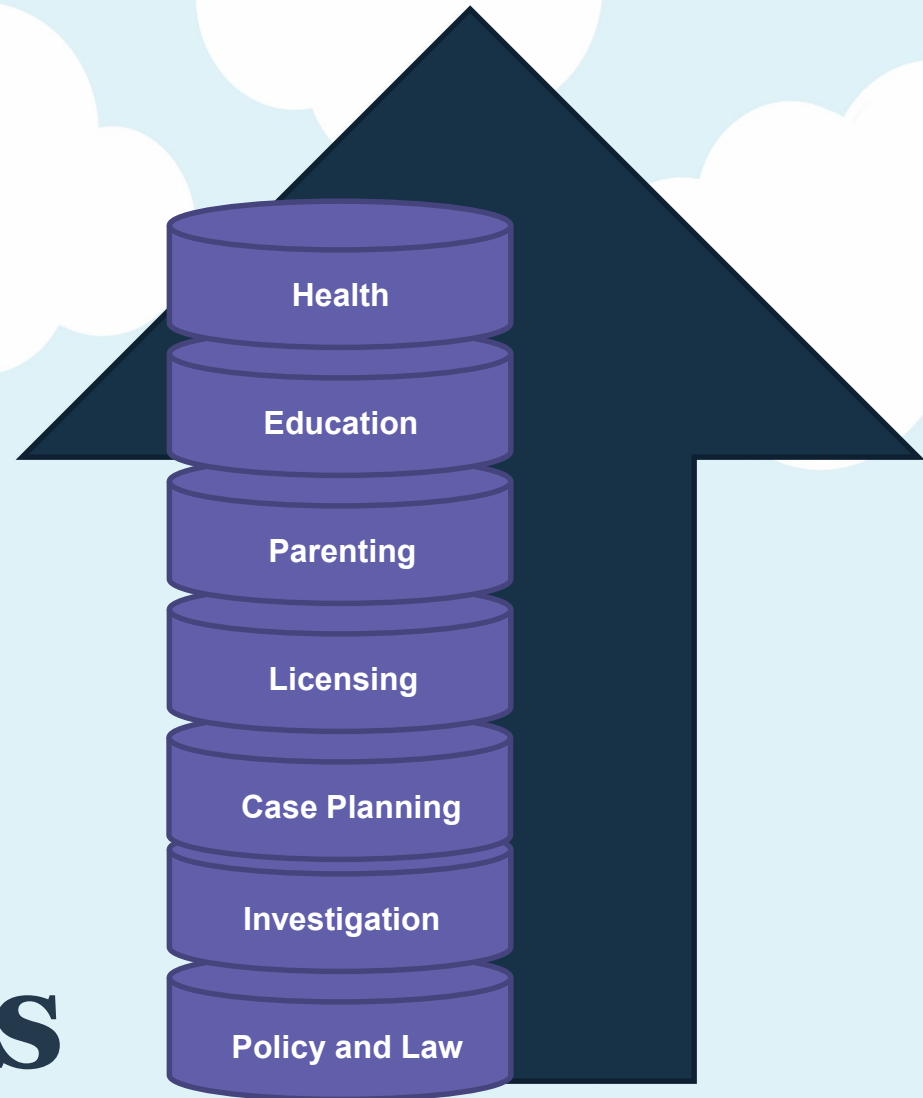 Health
Education
Parenting
Licensing
Case Planning
Investigation
Policy and Law
s